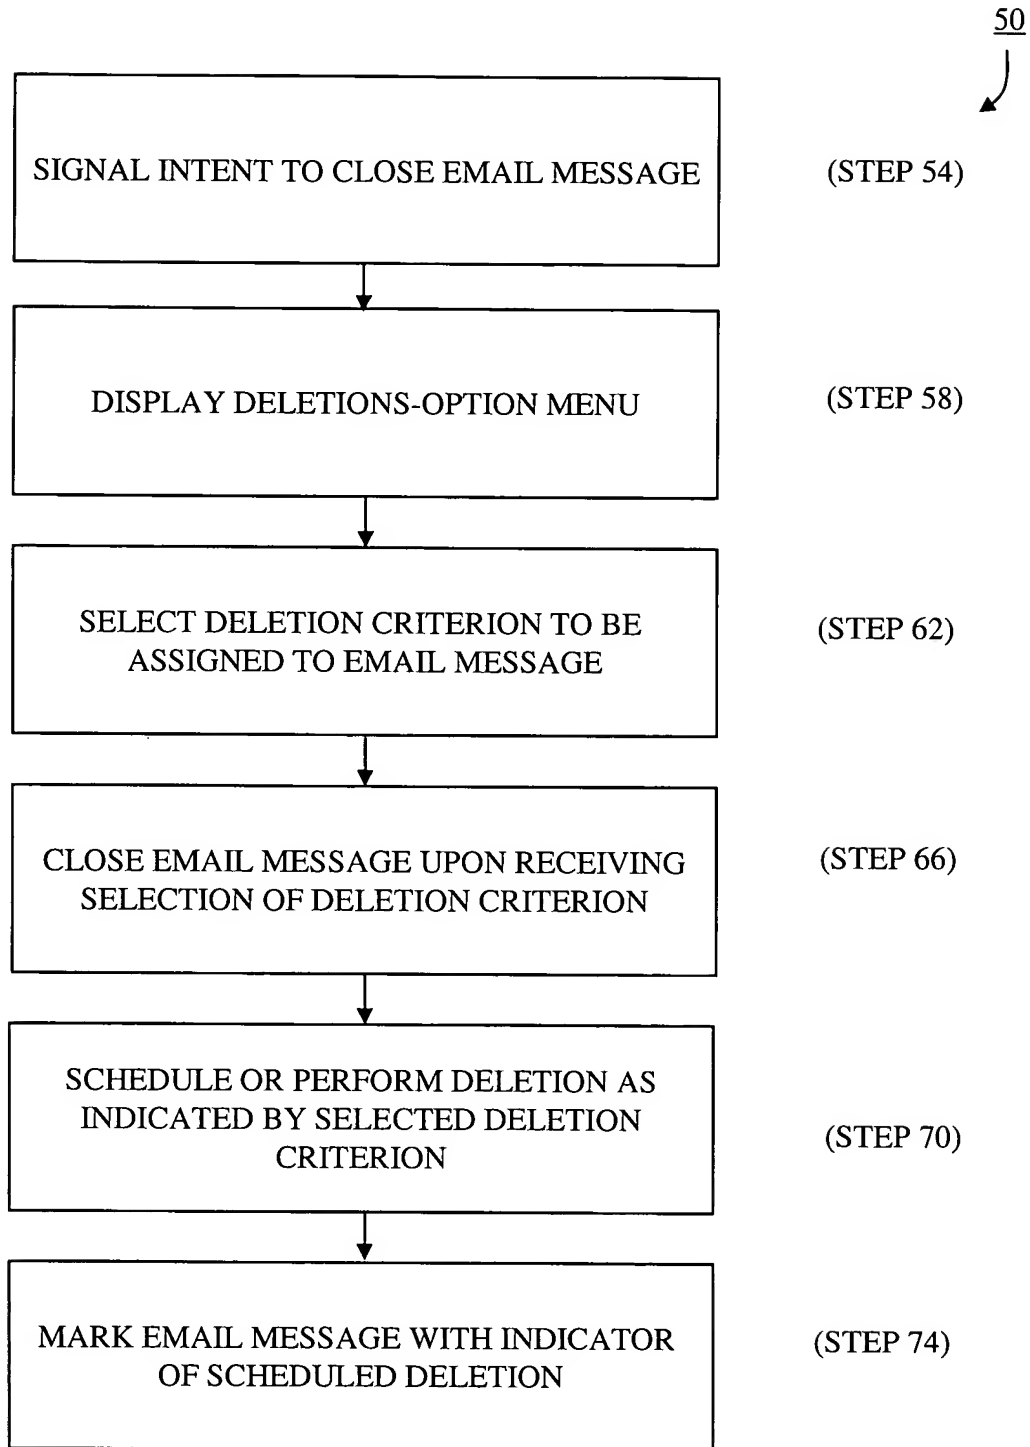 50
SIGNAL INTENT TO CLOSE EMAIL MESSAGE
(STEP 54)
DISPLAY DELETIONS-OPTION MENU
(STEP 58)
SELECT DELETION CRITERION TO BE
ASSIGNED TO EMAIL MESSAGE
(STEP 62)
CLOSE EMAIL MESSAGE UPON RECEIVING
SELECTION OF DELETION CRITERION
(STEP 66)
SCHEDULE OR PERFORM DELETION AS
INDICATED BY SELECTED DELETION
CRITERION
(STEP 70)
MARK EMAIL MESSAGE WITH INDICATOR
OF SCHEDULED DELETION
(STEP 74)